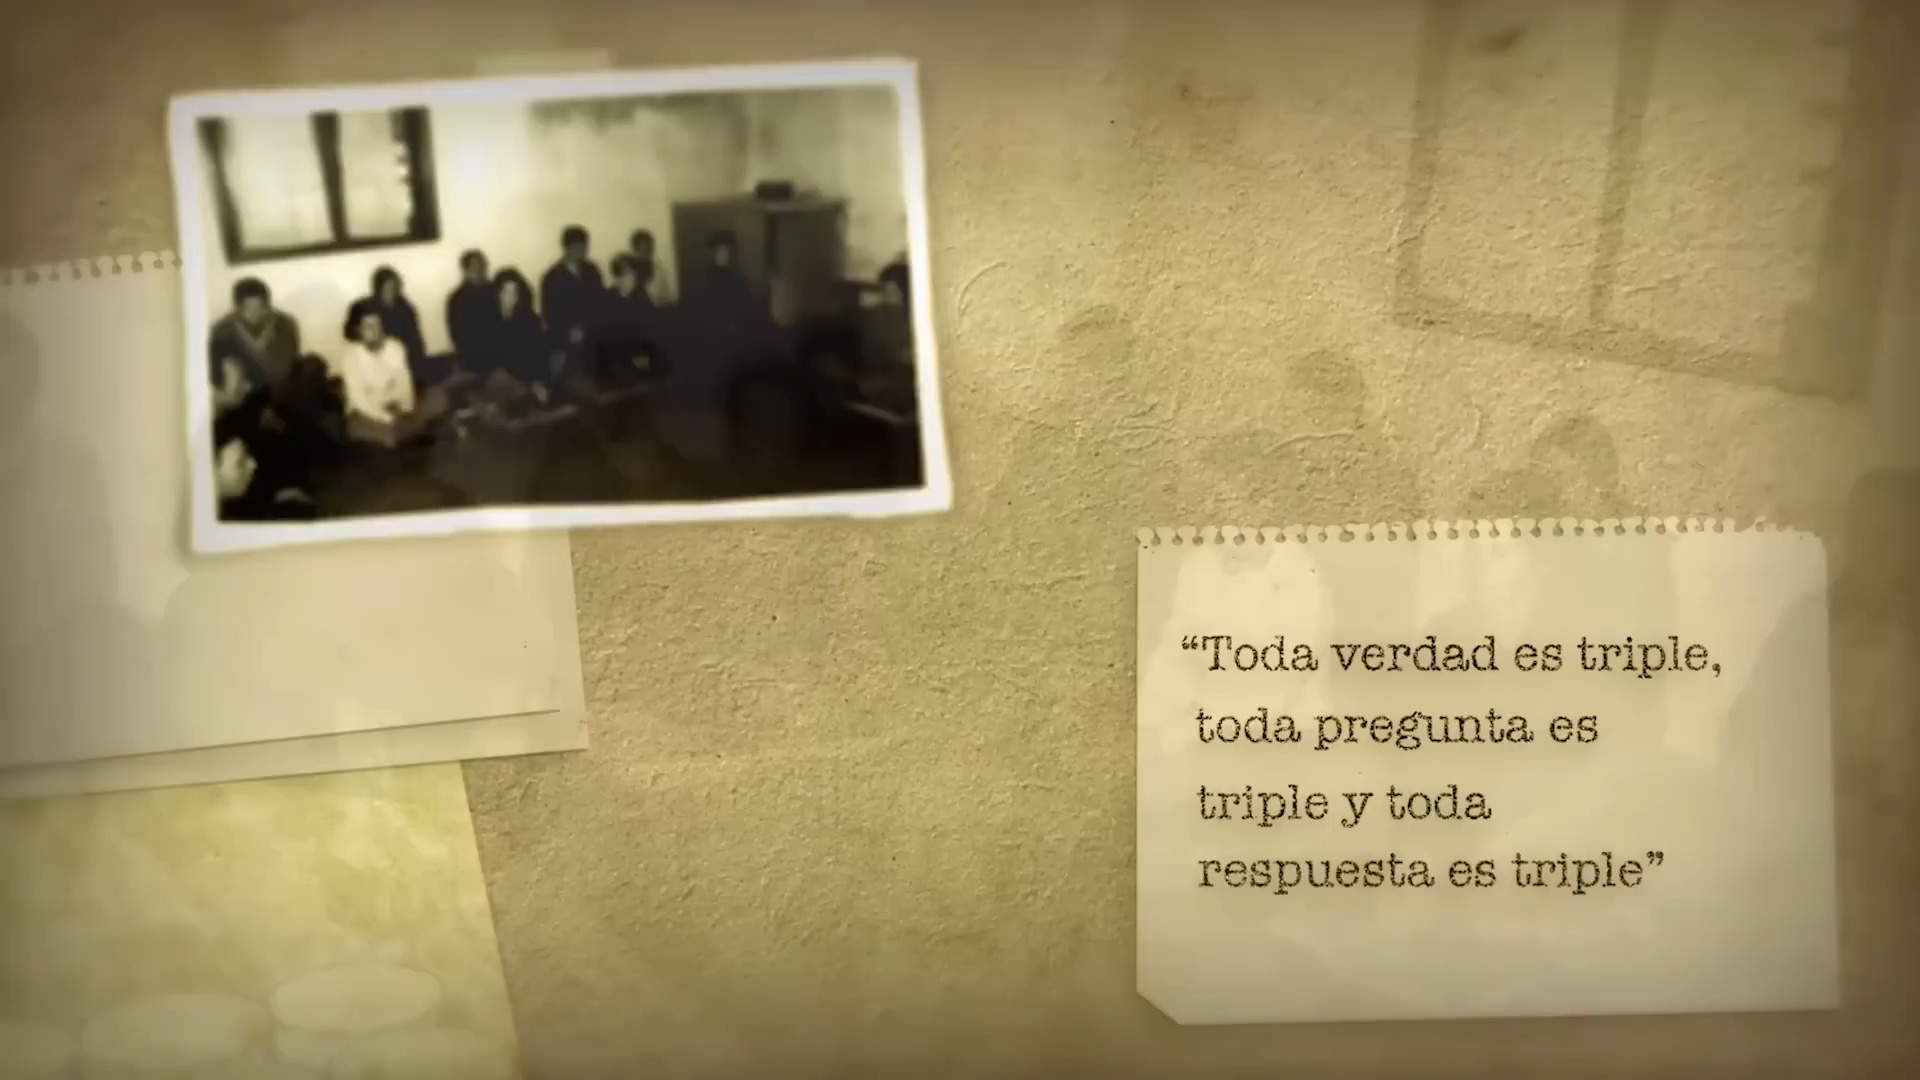 “Toda verdad es triple,
toda pregunta es
triple y toda
respuesta es triple”